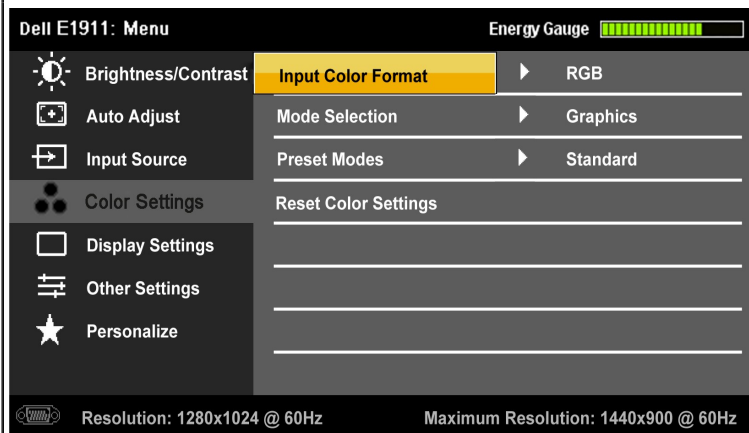 Dell E1911: Menu Energy Gauge
Brightness/Contrast Input Color Format RGB
Auto Adjust Mode Selection Graphics
Input Source Preset Modes Standard
Color Settings Reset Color Settings
Display Settings
Other Settings
Personalize
Resolution: 1280x1024 @ 60Hz Maximum Resolution: 1440x900 @ 60Hz